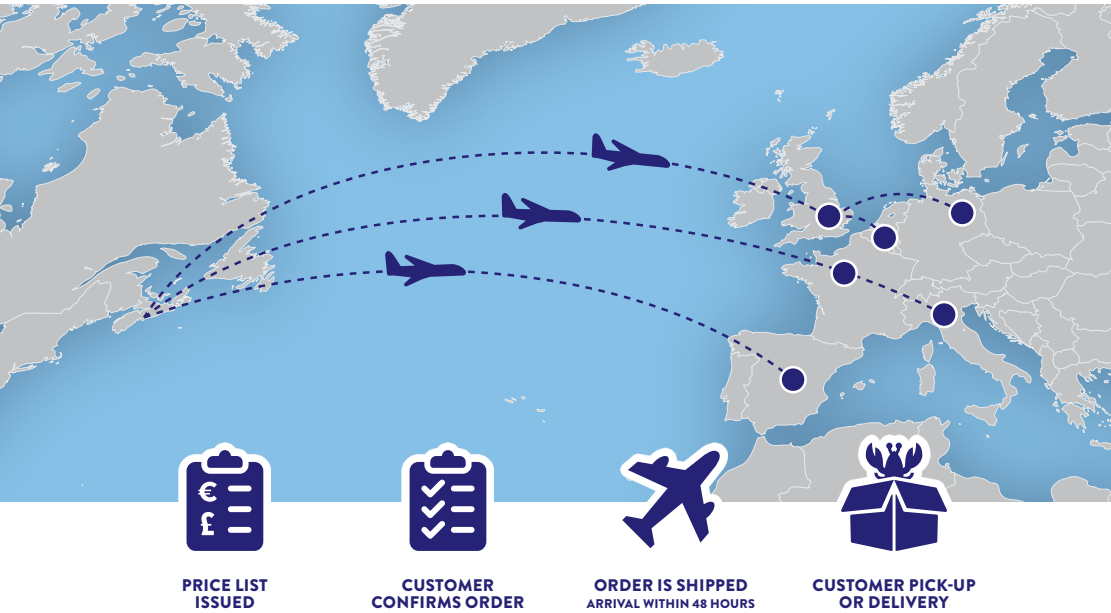 €
£
PRICE LIST
ISSUED
CUSTOMER
CONFIRMS ORDER
ORDER IS SHIPPED
ARRIVAL WITHIN 48 HOURS
CUSTOMER PICK-UP
OR DELIVERY